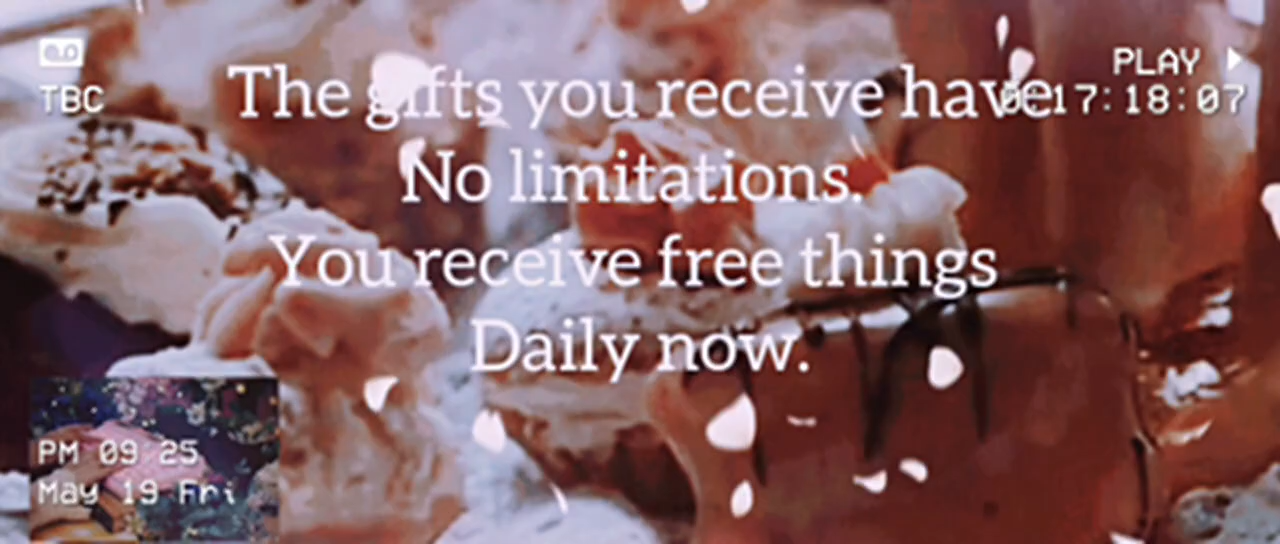 TBC
PLAY
The gifts you receive have
17:18:07
No limitations.
You receive free things
Daily now.
PM 09 25
May 19 Fri